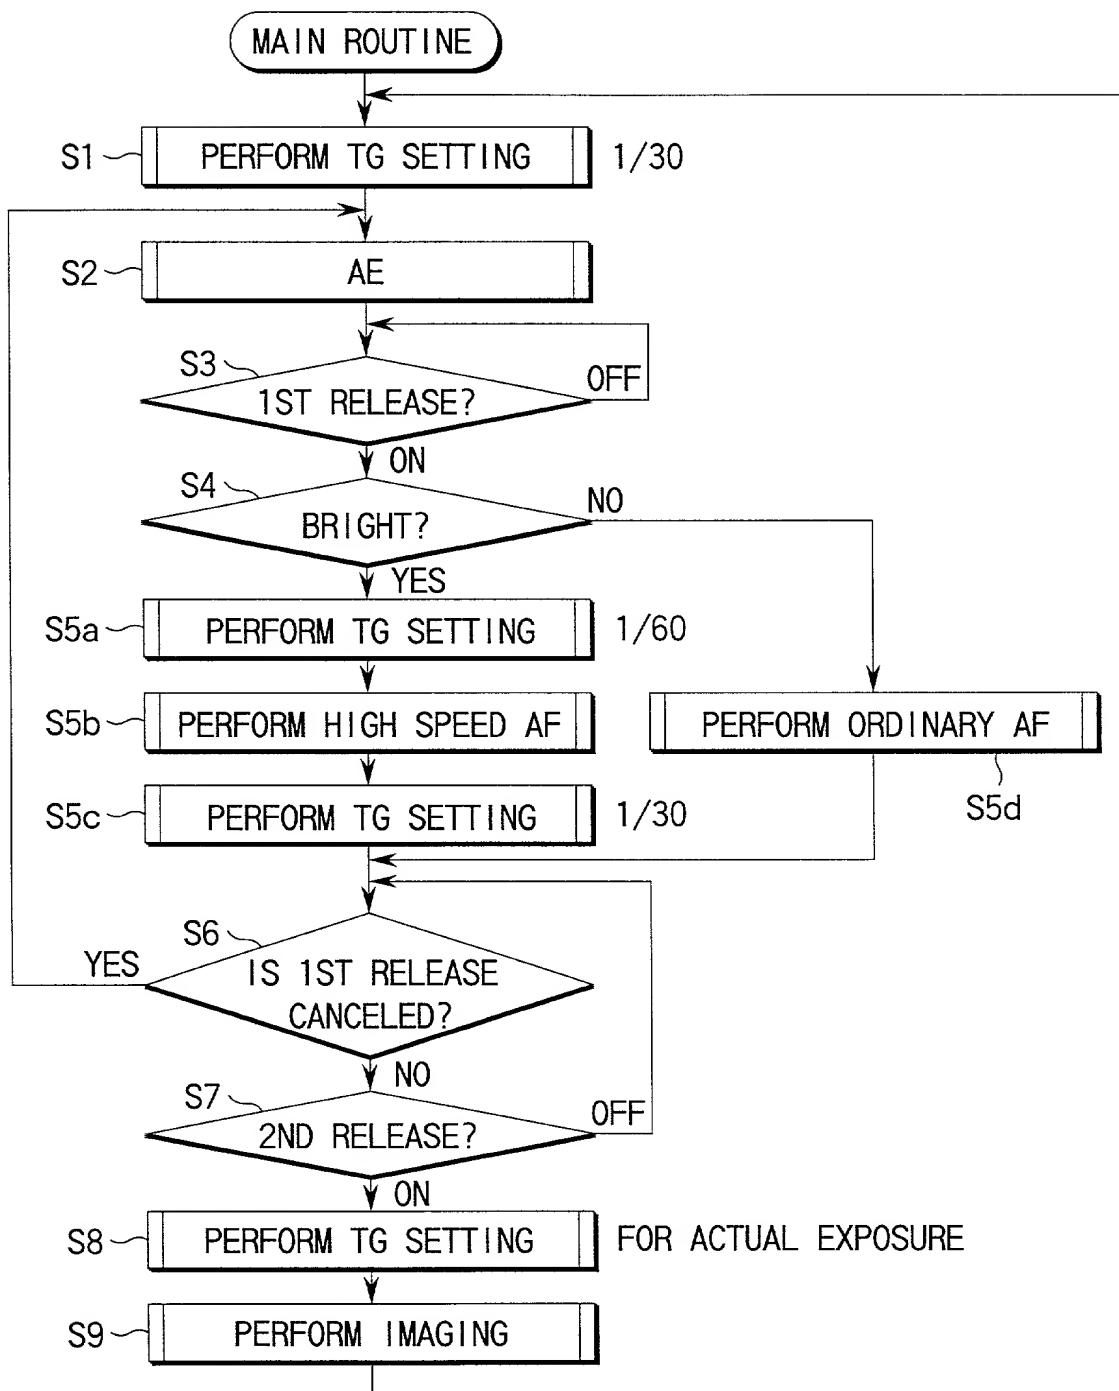 MAIN ROUTINE
S1 PERFORM TG SETTING 1/30
S2 AE
S3
1ST RELEASE? OFF
ON
S4
BRIGHT? NO
YES
S5a PERFORM TG SETTING 1/60
S5b PERFORM HIGH SPEED AF PERFORM ORDINARY AF
S5c PERFORM TG SETTING 1/30 S5d
S6
YES IS 1ST RELEASE
CANCELED?
NO
S7
2ND RELEASE? OFF
ON
S8 PERFORM TG SETTING FOR ACTUAL EXPOSURE
S9 PERFORM IMAGING